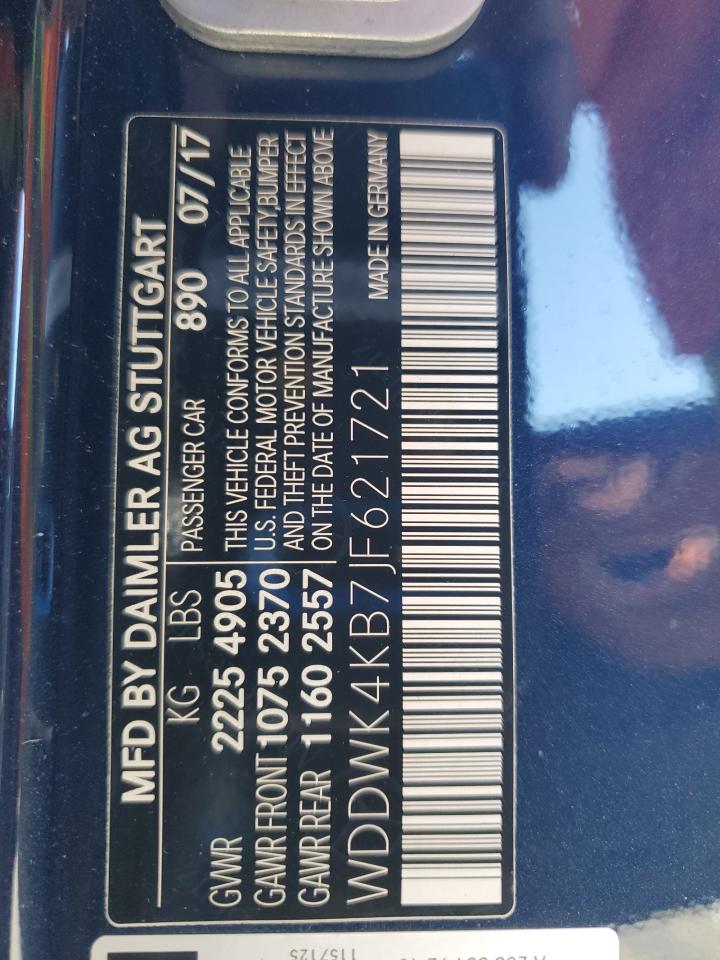 MFD BY DAIMLER AG STUTTGART
KG LBS PASSENGER CAR 890 07/17
GVWR 2225 4905 THIS VEHICLE CONFORMS TO ALL APPLICABLE
GAWR FRONT 1075 2370 U.S. FEDERAL MOTOR VEHICLE SAFETY,BUMPER
GAWR REAR 1160 2557 AND THEFT PREVENTION STANDARDS IN EFFECT
ON THE DATE OF MANUFACTURE SHOWN ABOVE
WDDWK4KB7JF621721 MADE IN GERMANY
1157125